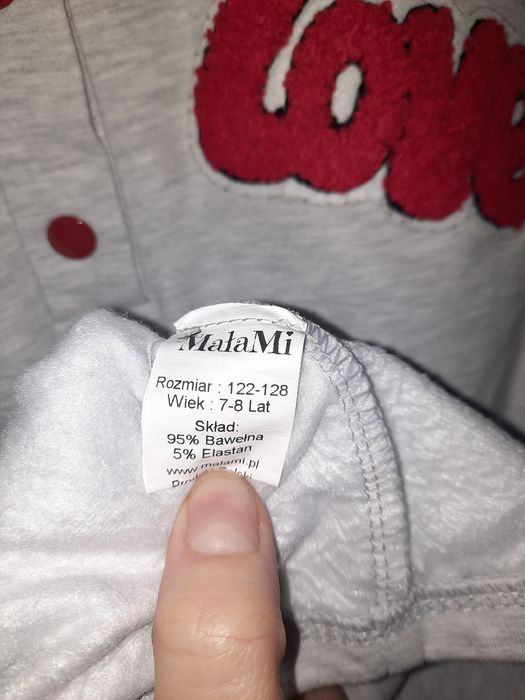 Love
MałaMi
Rozmiar : 122-128
Wiek : 7-8 Lat
Skład:
95% Bawełna
5% Elastan
www.malami.pl